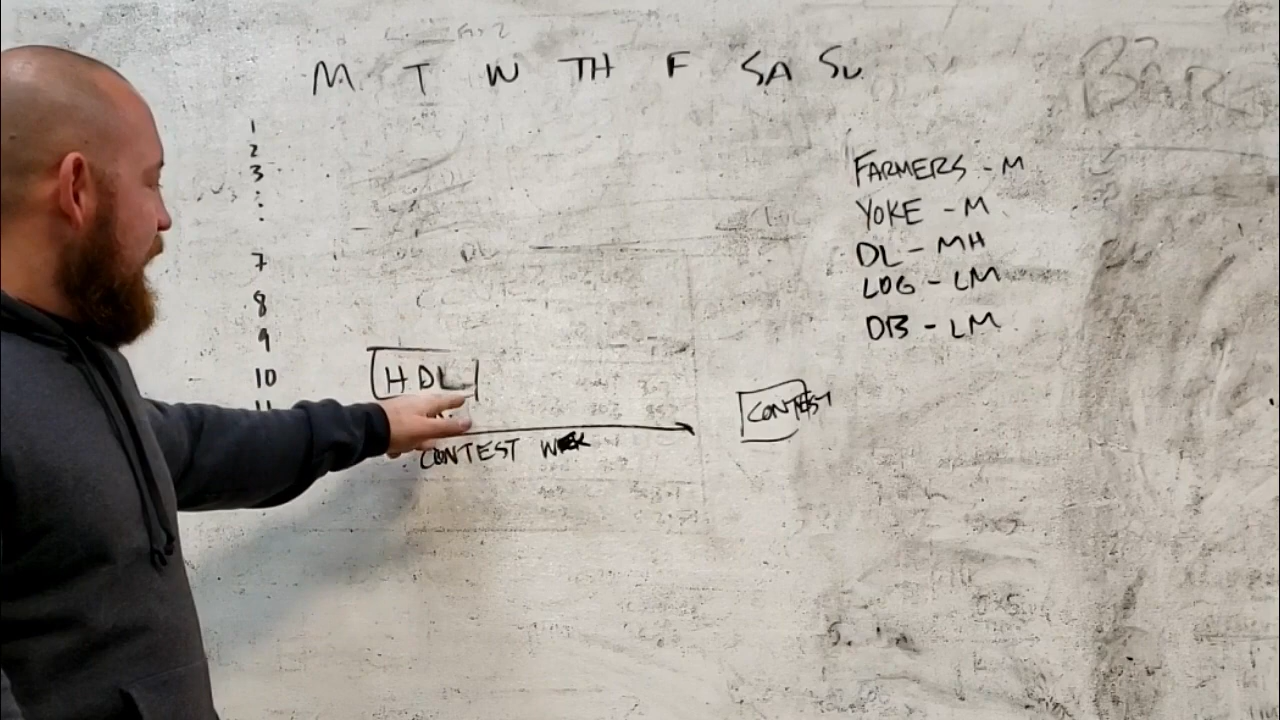 M T W TH F SA SU
1
2
3
7
8
9
10
11
HDL
CONTEST WEEK
CONTEST
FARMERS - M
YOKE - M
DL - MH
LOG - LM
DB - LM